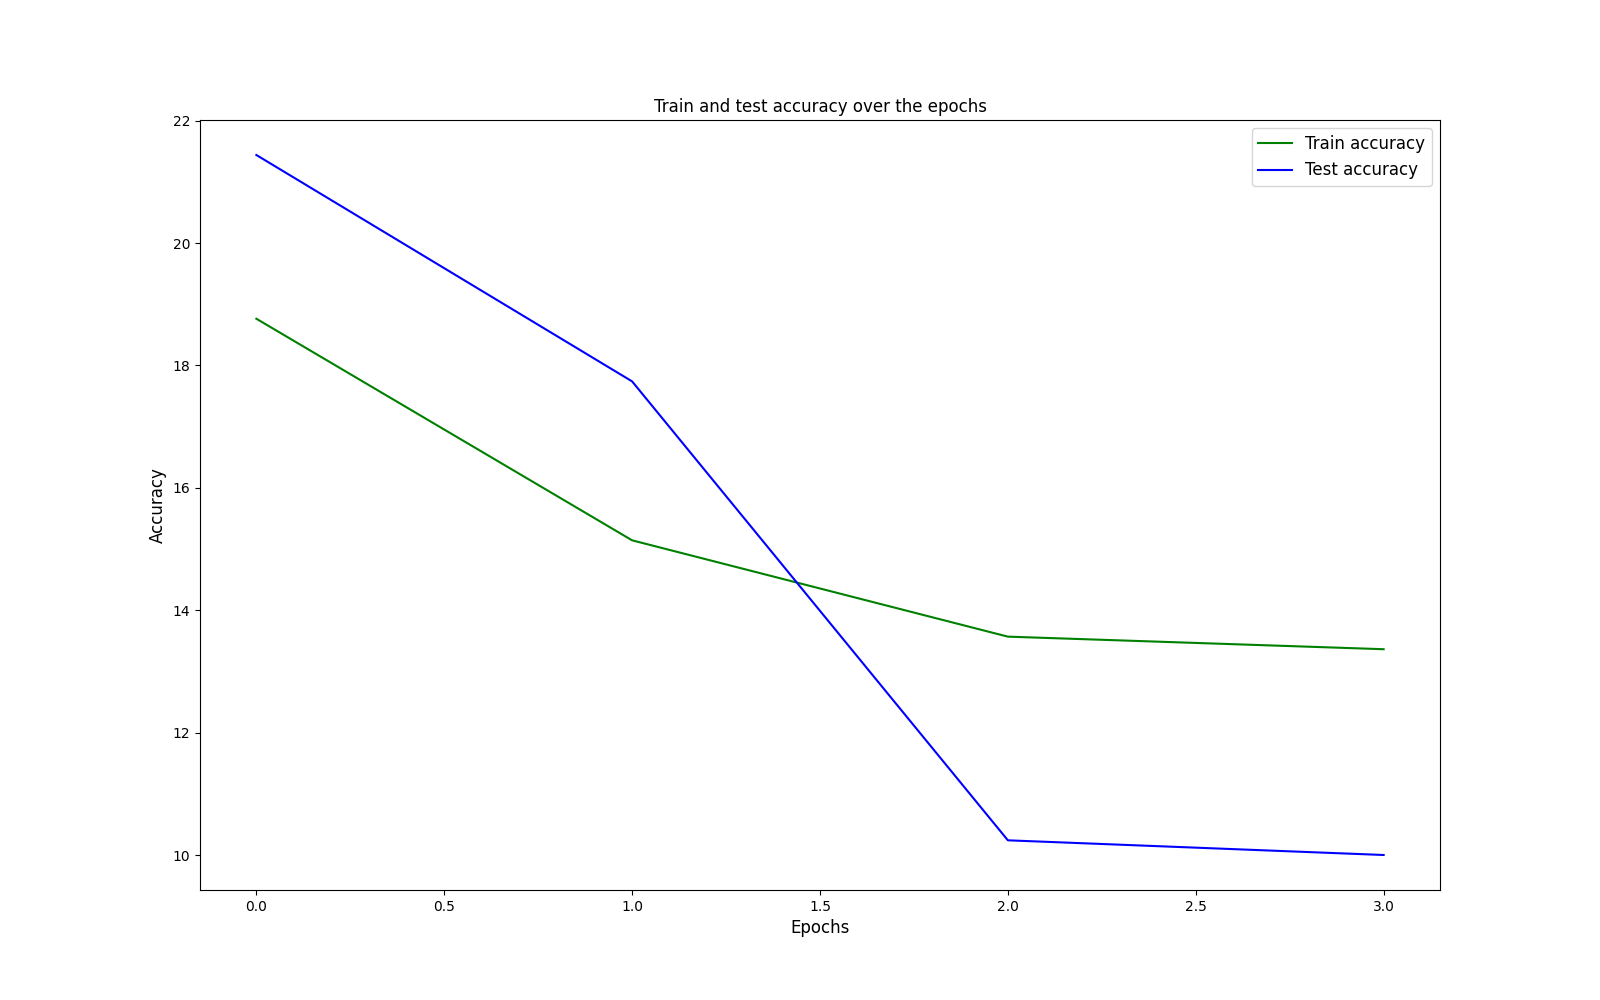 Train and test accuracy over the epochs
22
20
18
16
14
12
10
Accuracy
Train accuracy
Test accuracy
0.0 0.5 1.0 1.5 2.0 2.5 3.0
Epochs